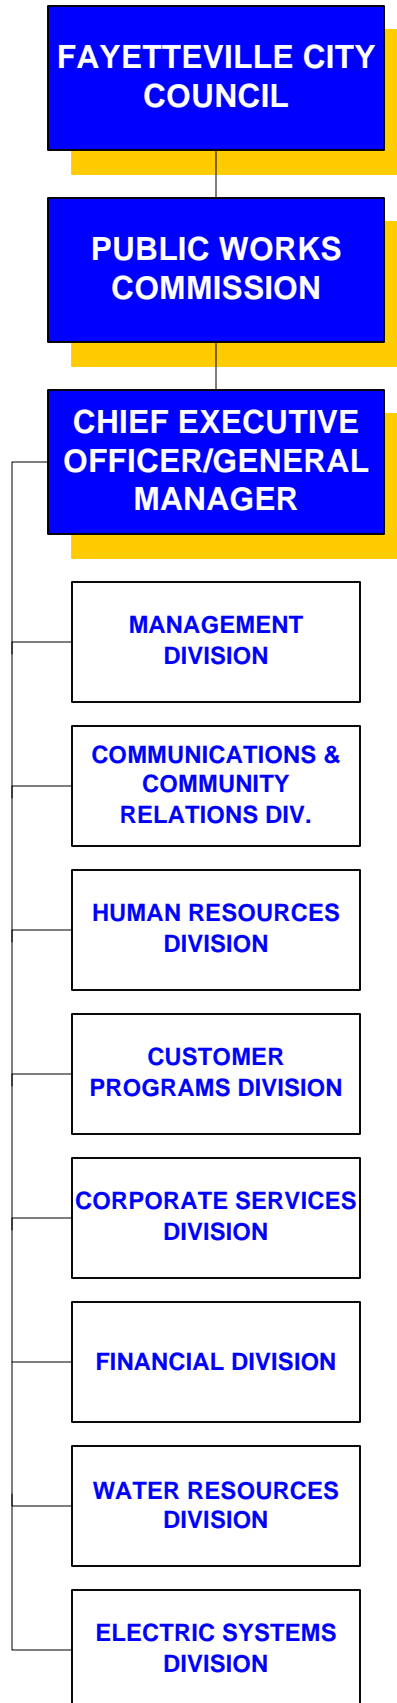 FAYETTEVILLE CITY
COUNCIL
PUBLIC WORKS
COMMISSION
CHIEF EXECUTIVE
OFFICER/GENERAL
MANAGER
MANAGEMENT
DIVISION
COMMUNICATIONS &
COMMUNITY
RELATIONS DIV.
HUMAN RESOURCES
DIVISION
CUSTOMER
PROGRAMS DIVISION
CORPORATE SERVICES
DIVISION
FINANCIAL DIVISION
WATER RESOURCES
DIVISION
ELECTRIC SYSTEMS
DIVISION